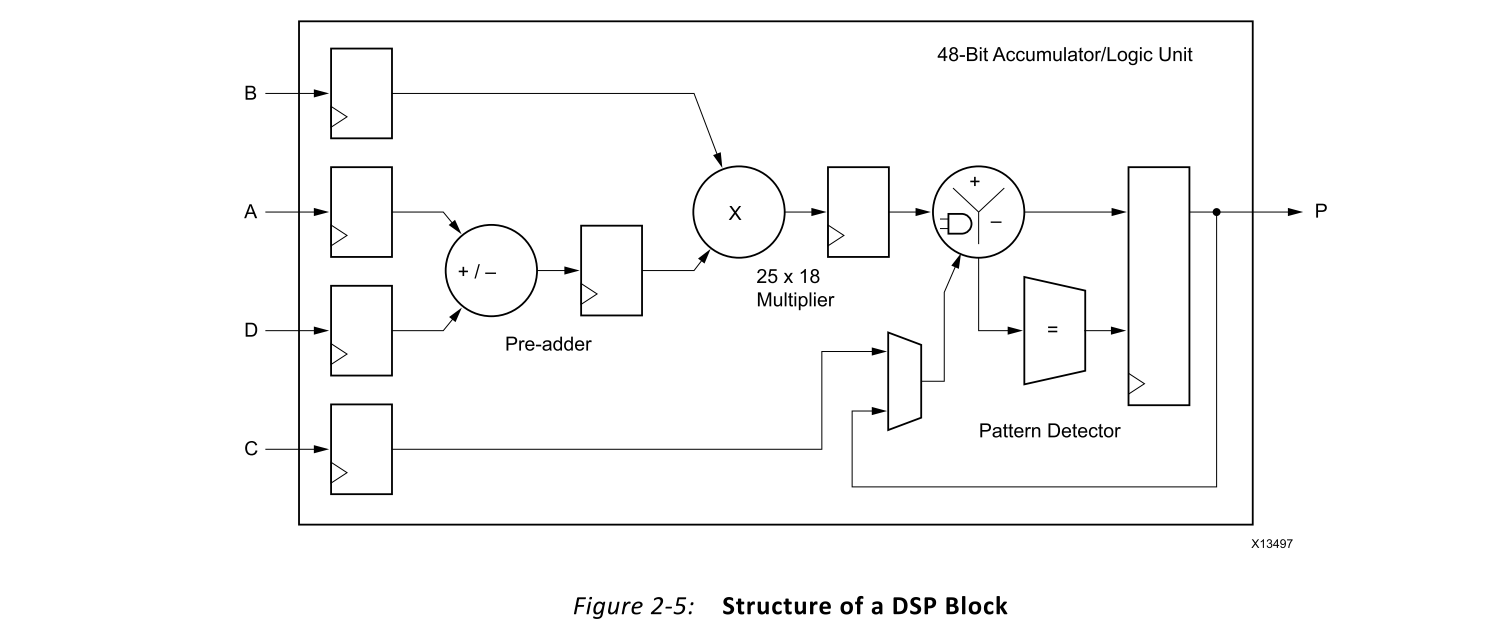 48-Bit Accumulator/Logic Unit
B
A
+
–
P
X
+ / –
25 x 18
Multiplier
D
=
Pre-adder
Pattern Detector
C
X13497
Figure 2-5: Structure of a DSP Block